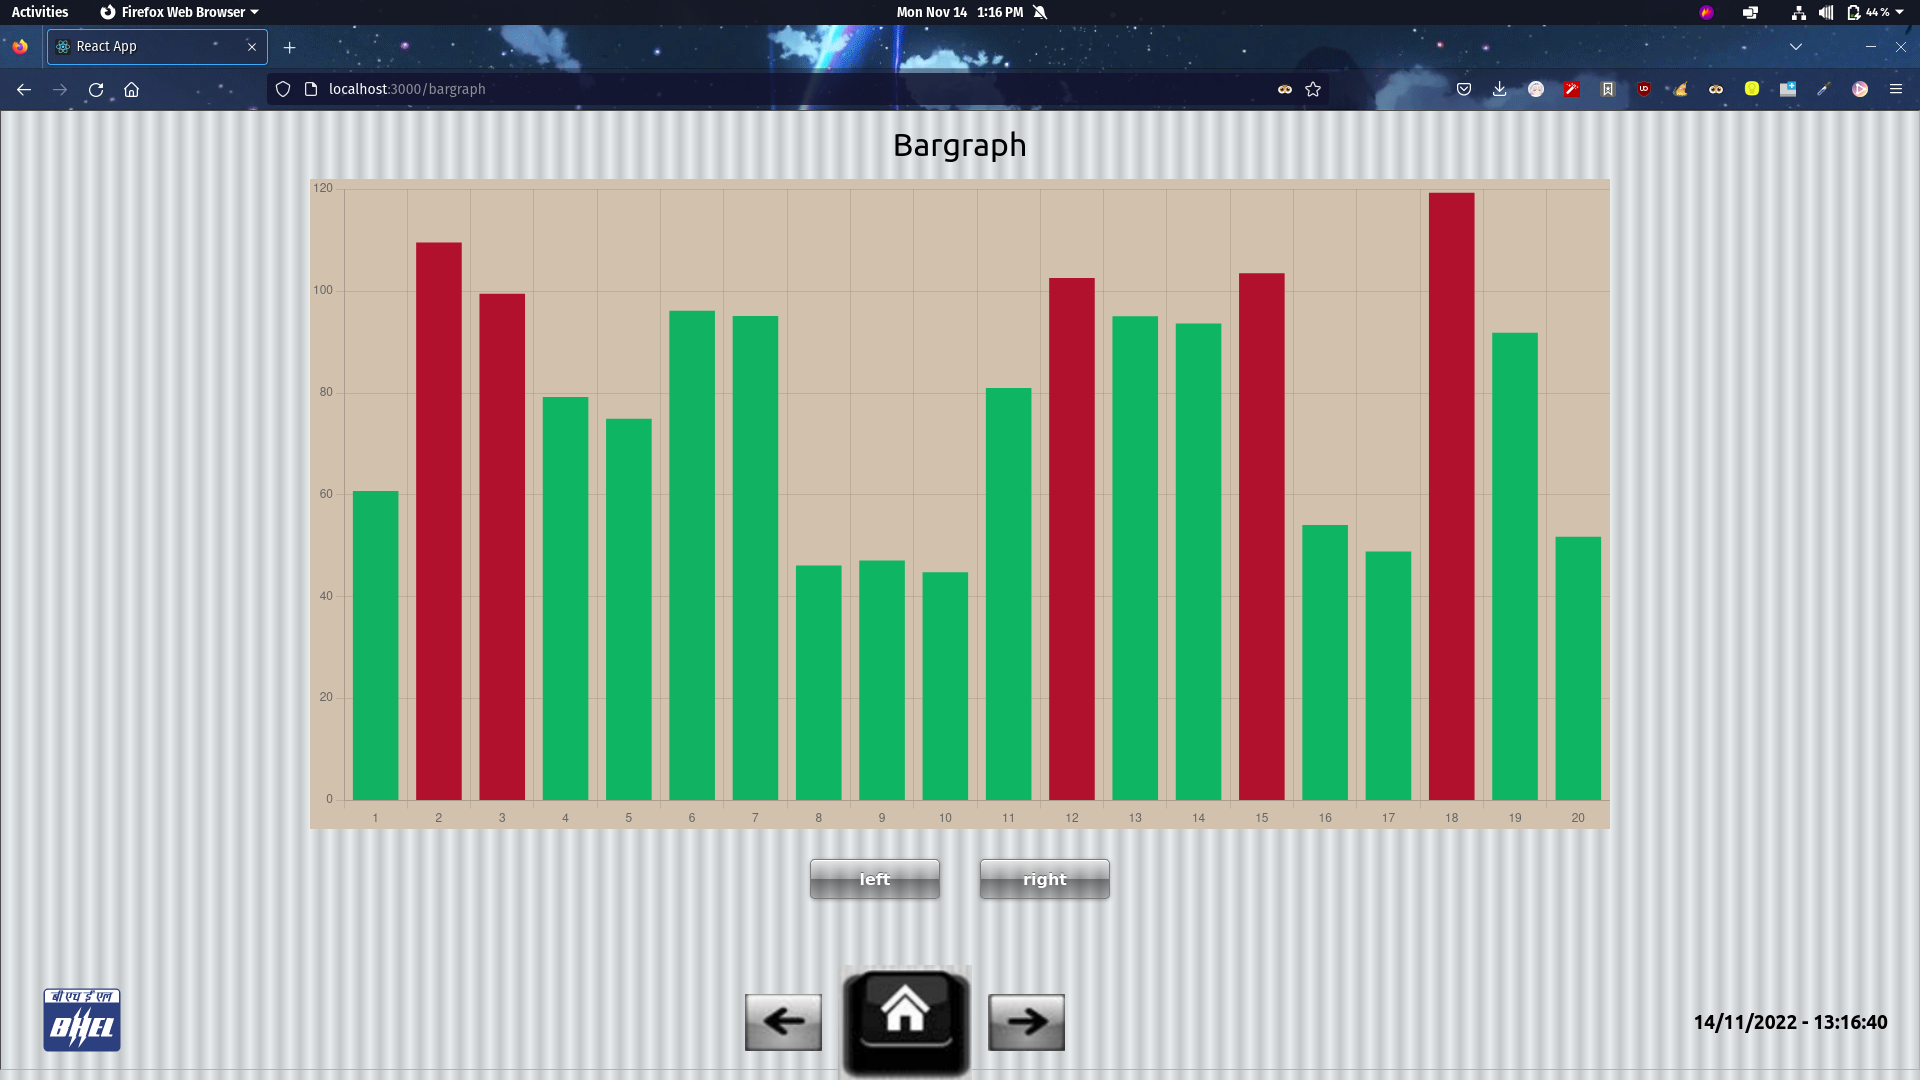 Activities
Firefox Web Browser
Mon Nov 14 1:16 PM
44 %
React App
localhost:3000/bargraph
Bargraph
120
100
80
60
40
20
0
1 2 3 4 5 6 7 8 9 10 11 12 13 14 15 16 17 18 19 20
left right
बी एच ई एल
BHEL
14/11/2022 - 13:16:40